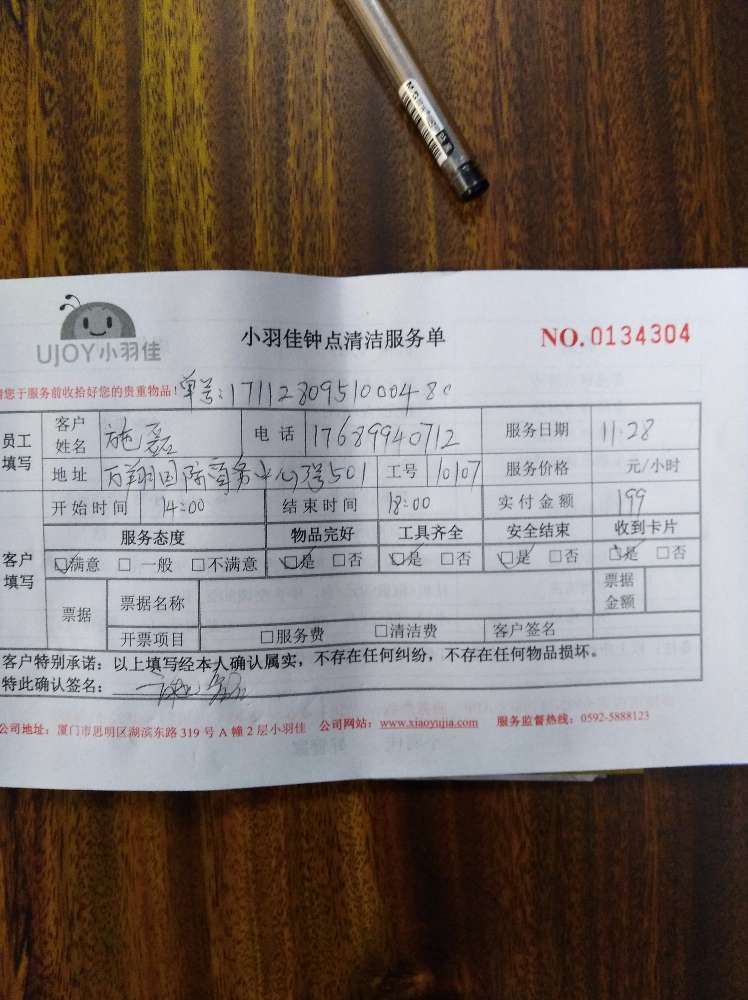 M&G
UJOY小羽佳
小羽佳钟点清洁服务单
NO.0134304
请您于服务前收拾好您的贵重物品！
单号:171128095100048
员工填写
客户姓名 施磊 电话 17689940712 服务日期 11.28
地址 万翔国际商务中心 501 工号 10107 服务价格 元/小时
开始时间 14:00 结束时间 18:00 实付金额 199
客户填写
服务态度 物品完好 工具齐全 安全结束 收到卡片
☑满意 □一般 □不满意 ☑是 □否 ☑是 □否 ☑是 □否 ☑是 □否
票据 票据名称 票据金额
开票项目 □服务费 □清洁费 客户签名
客户特别承诺：以上填写经本人确认属实，不存在任何纠纷，不存在任何物品损坏。
特此确认签名：
公司地址：厦门市思明区湖滨东路 319 号 A 幢 2 层小羽佳 公司网站：www.xiaoyujia.com 服务监督热线：0592-5888123